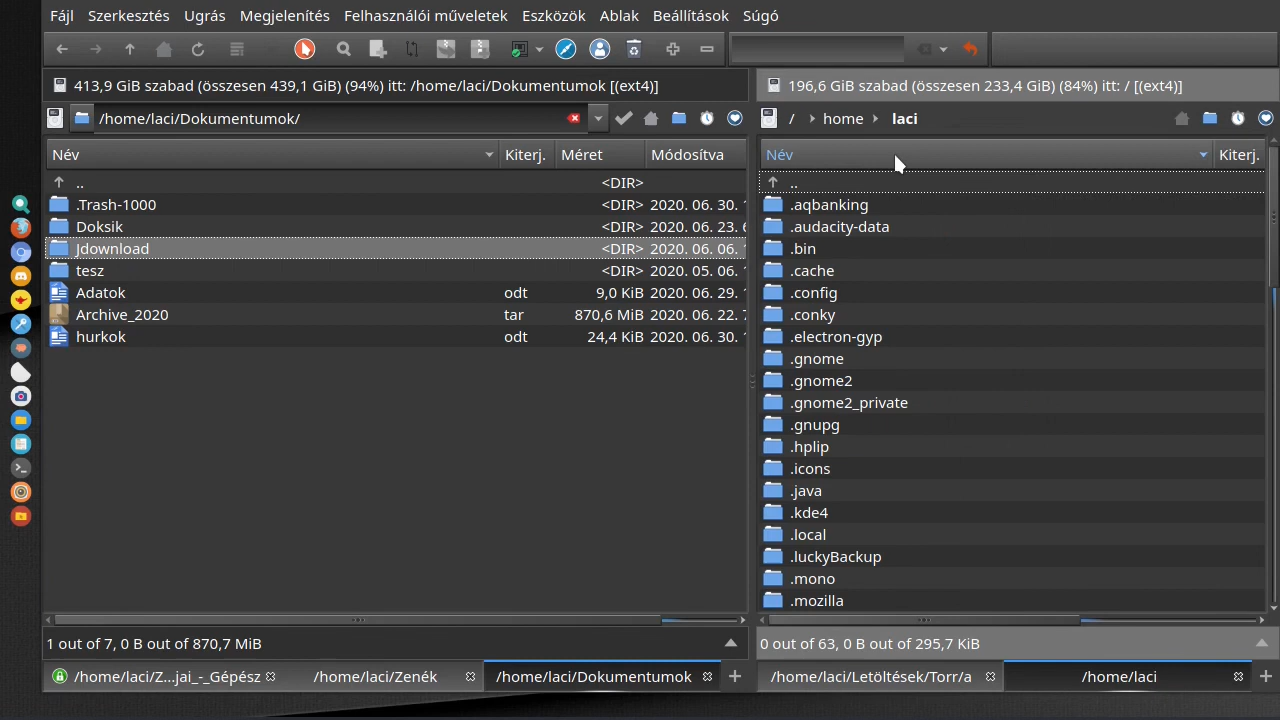 Fájl Szerkesztés Ugrás Megjelenítés Felhasználói műveletek Eszközök Ablak Beállítások Súgó
413,9 GiB szabad (összesen 439,1 GiB) (94%) itt: /home/laci/Dokumentumok [(ext4)]
/home/laci/Dokumentumok/
Név Kiterj. Méret Módosítva
.. <DIR>
.Trash-1000 <DIR> 2020. 06. 30.
Doksik <DIR> 2020. 06. 23.
Jdownload <DIR> 2020. 06. 06.
tesz <DIR> 2020. 05. 06.
Adatok odt 9,0 KiB 2020. 06. 29.
Archive_2020 tar 870,6 MiB 2020. 06. 22.
hurkok odt 24,4 KiB 2020. 06. 30.
1 out of 7, 0 B out of 870,7 MiB
/home/laci/Z...jai_-_Gépész /home/laci/Zenék /home/laci/Dokumentumok
196,6 GiB szabad (összesen 233,4 GiB) (84%) itt: / [(ext4)]
/ home laci
Név Kiterj.
..
.aqbanking
.audacity-data
.bin
.cache
.config
.conky
.electron-gyp
.gnome
.gnome2
.gnome2_private
.gnupg
.hplip
.icons
.java
.kde4
.local
.luckyBackup
.mono
.mozilla
0 out of 63, 0 B out of 295,7 KiB
/home/laci/Letöltések/Torr/a /home/laci